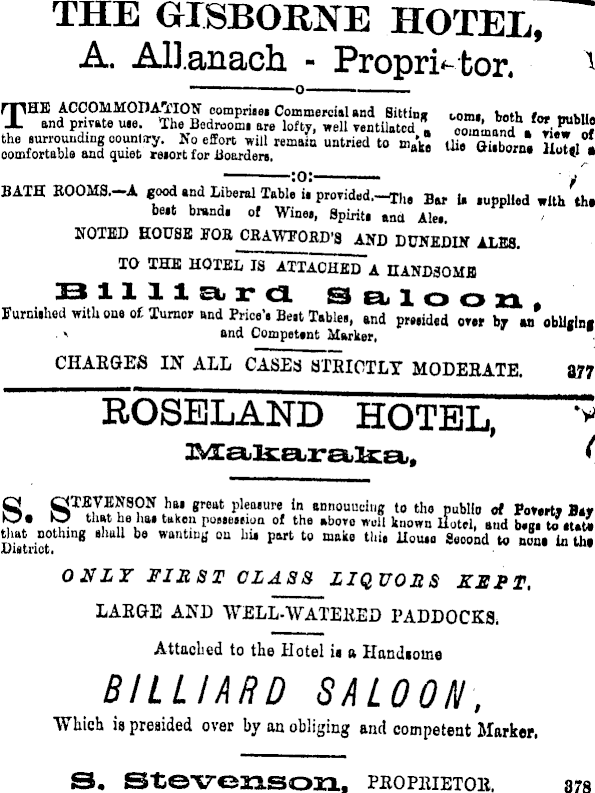 THE GISBORNE HOTEL,
A. Allanach - Proprietor.
THE ACCOMMODATION comprises Commercial and Sitting ooms, both for public
and private use. The Bedrooms are lofty, well ventilated, command a view of
the surrounding country. No effort will remain untried to make the Gisborne Hotel a
comfortable and quiet resort for Boarders.
:o:
BATH ROOMS.—A good and Liberal Table is provided.—The Bar is supplied with the
best brands of Wines, Spirits and Ales.
NOTED HOUSE FOR CRAWFORD'S AND DUNEDIN ALES.
TO THE HOTEL IS ATTACHED A HANDSOME
Billiard Saloon,
Furnished with one of Turner and Price's Best Tables, and presided over by an obliging
and Competent Marker,
CHARGES IN ALL CASES STRICTLY MODERATE. 377
ROSELAND HOTEL,
Makaraka,
S. STEVENSON has great pleasure in announcing to the public of Poverty Bay
that he has taken possession of the above well known Hotel, and begs to state
that nothing shall be wanting on his part to make this House Second to none in the
District.
ONLY FIRST CLASS LIQUORS KEPT.
LARGE AND WELL-WATERED PADDOCKS.
Attached to the Hotel is a Handsome
BILLIARD SALOON,
Which is presided over by an obliging and competent Marker.
S. Stevenson, PROPRIETOR. 378